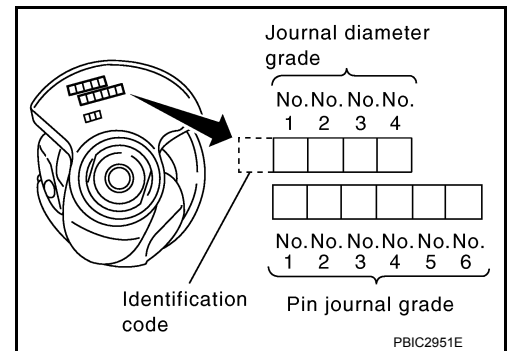 Journal diameter
grade
No. No. No. No.
1 2 3 4
No. No. No. No. No. No.
1 2 3 4 5 6
Identification
code
Pin journal grade
PBIC2951E